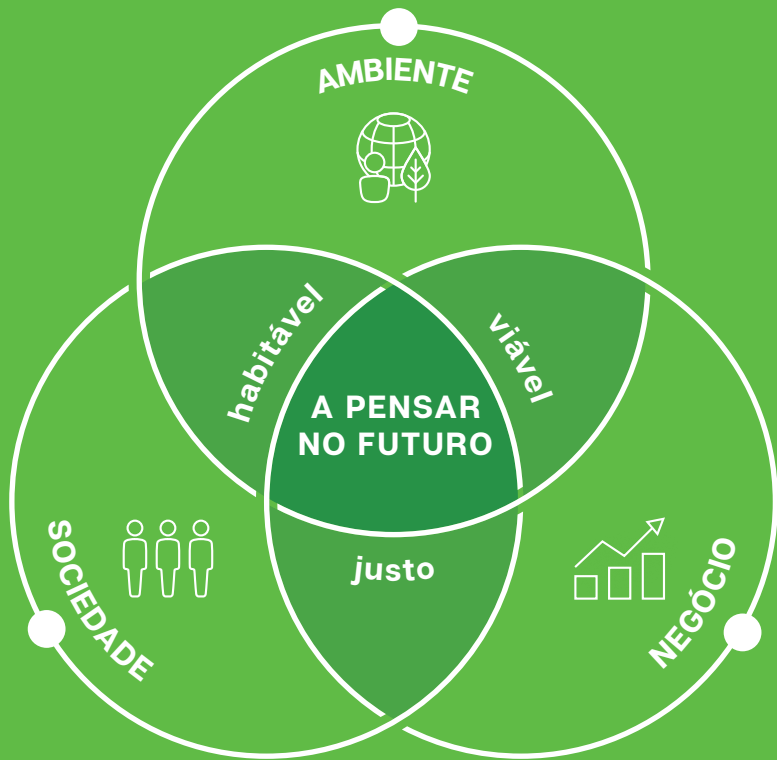 AMBIENTE
habitável
viável
A PENSAR
NO FUTURO
justo
SOCIEDADE
NEGÓCIO